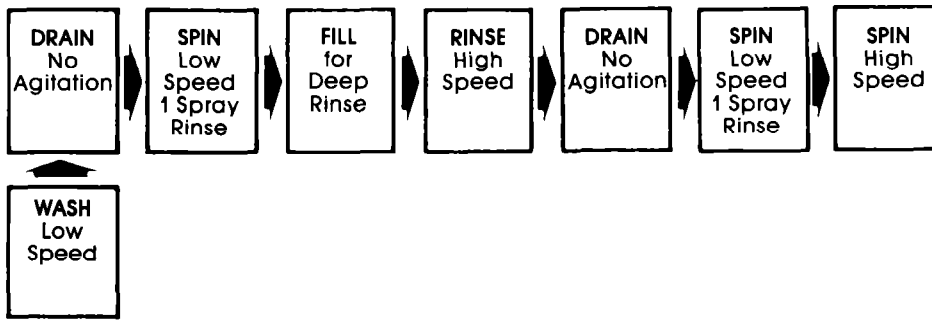 DRAIN
No
Agitation
SPIN
Low
Speed
1 Spray
Rinse
FILL
for
Deep
Rinse
RINSE
High
Speed
DRAIN
No
Agitation
SPIN
Low
Speed
1 Spray
Rinse
SPIN
High
Speed
WASH
Low
Speed